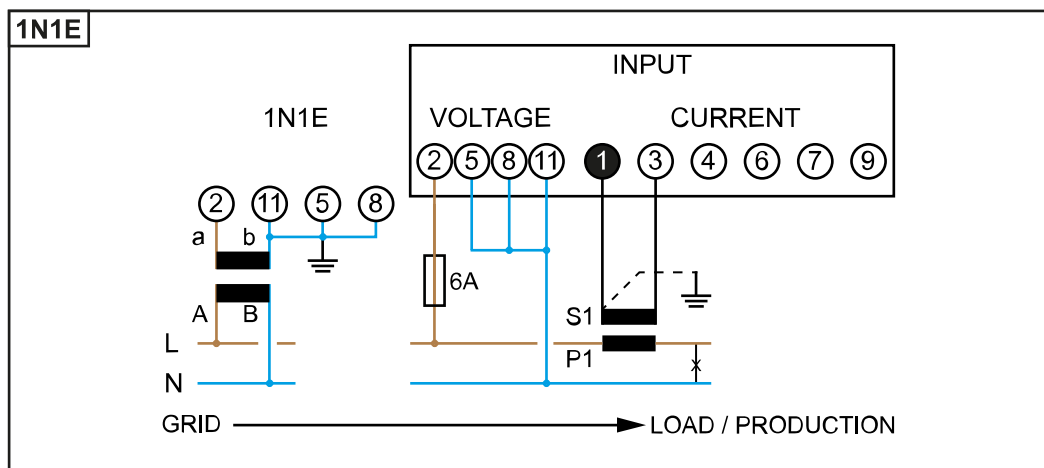 1N1E
INPUT
1N1E
VOLTAGE
CURRENT
2 5 8 11 1 3 4 6 7 9
2 11 5 8
a b
6A
A B
S1
P1
L
x
N
GRID
LOAD / PRODUCTION